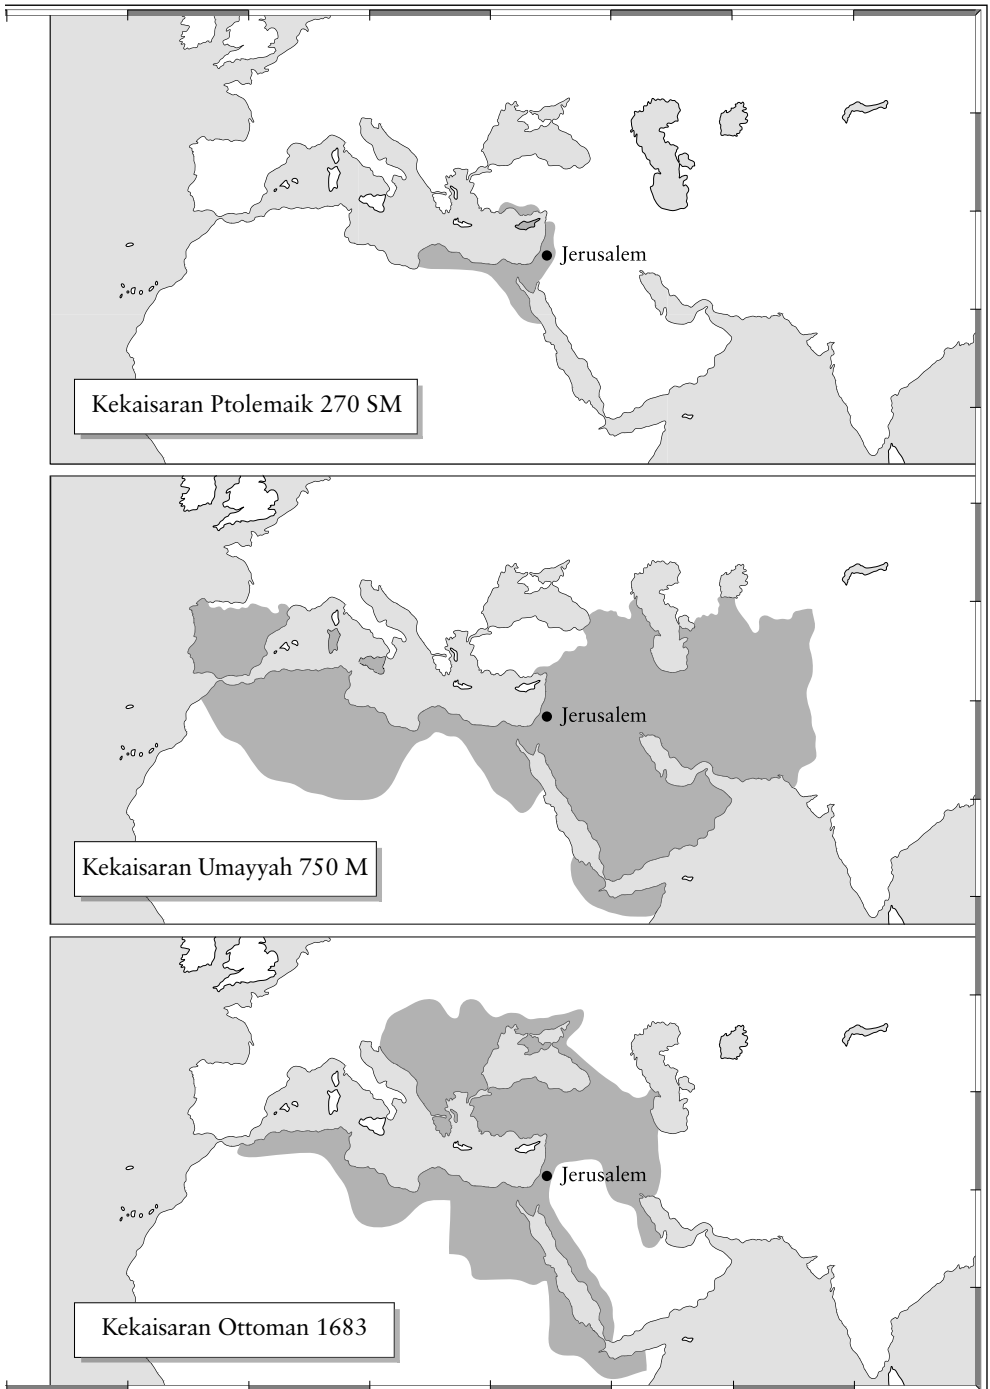 Jerusalem
Kekaisaran Ptolemaik 270 SM
Jerusalem
Kekaisaran Umayyah 750 M
Jerusalem
Kekaisaran Ottoman 1683